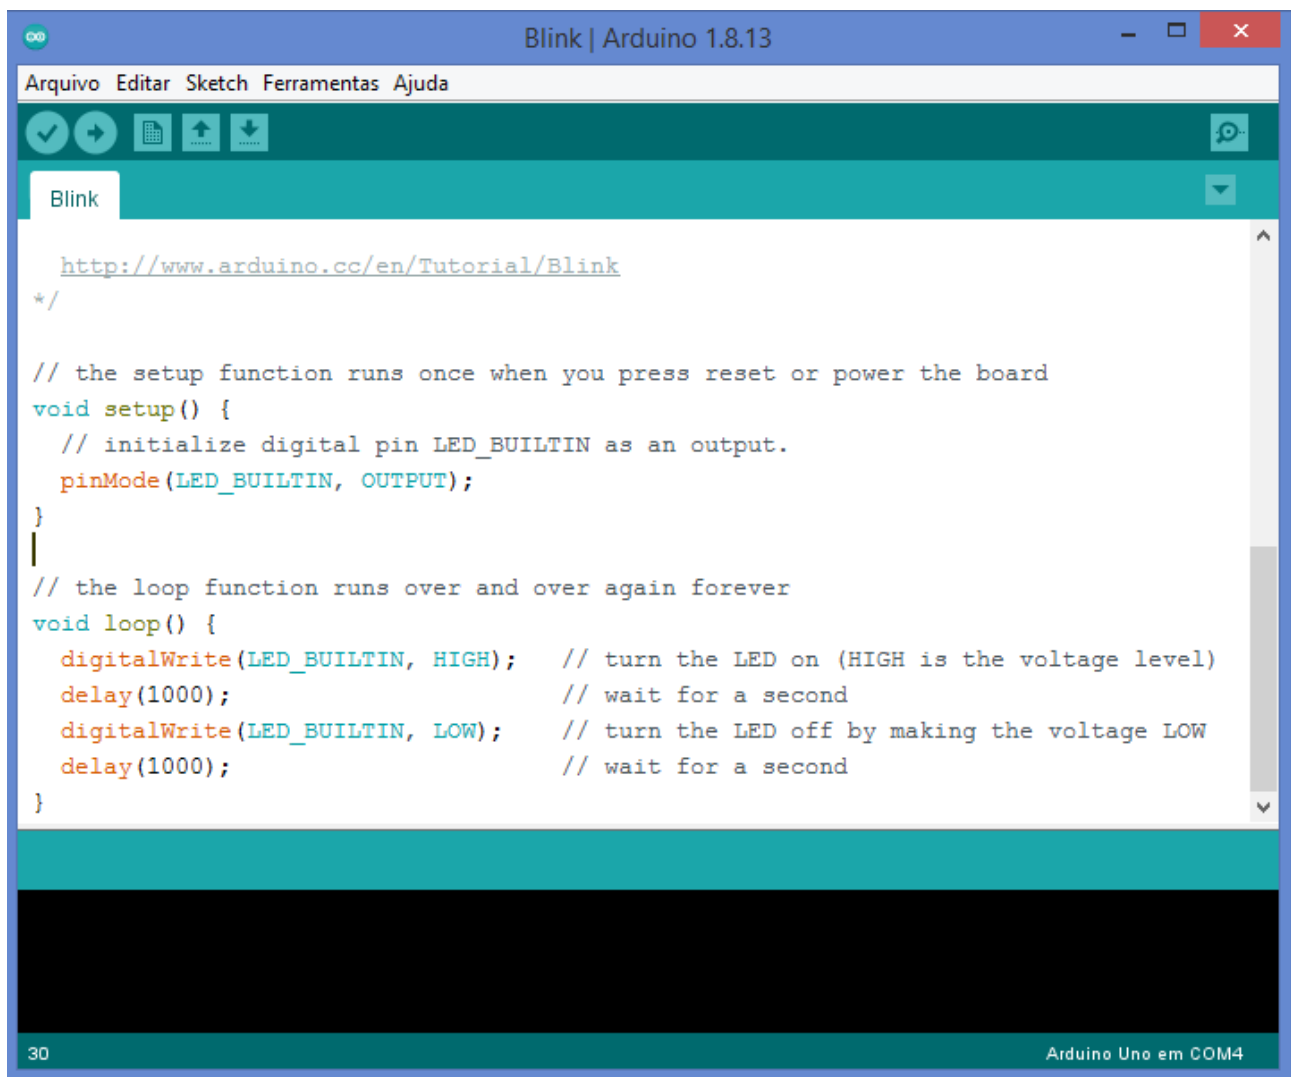 Blink | Arduino 1.8.13
Arquivo Editar Sketch Ferramentas Ajuda
Blink
http://www.arduino.cc/en/Tutorial/Blink
*/
// the setup function runs once when you press reset or power the board
void setup() {
  // initialize digital pin LED_BUILTIN as an output.
  pinMode(LED_BUILTIN, OUTPUT);
}
// the loop function runs over and over again forever
void loop() {
  digitalWrite(LED_BUILTIN, HIGH);   // turn the LED on (HIGH is the voltage level)
  delay(1000);                       // wait for a second
  digitalWrite(LED_BUILTIN, LOW);    // turn the LED off by making the voltage LOW
  delay(1000);                       // wait for a second
}
30
Arduino Uno em COM4